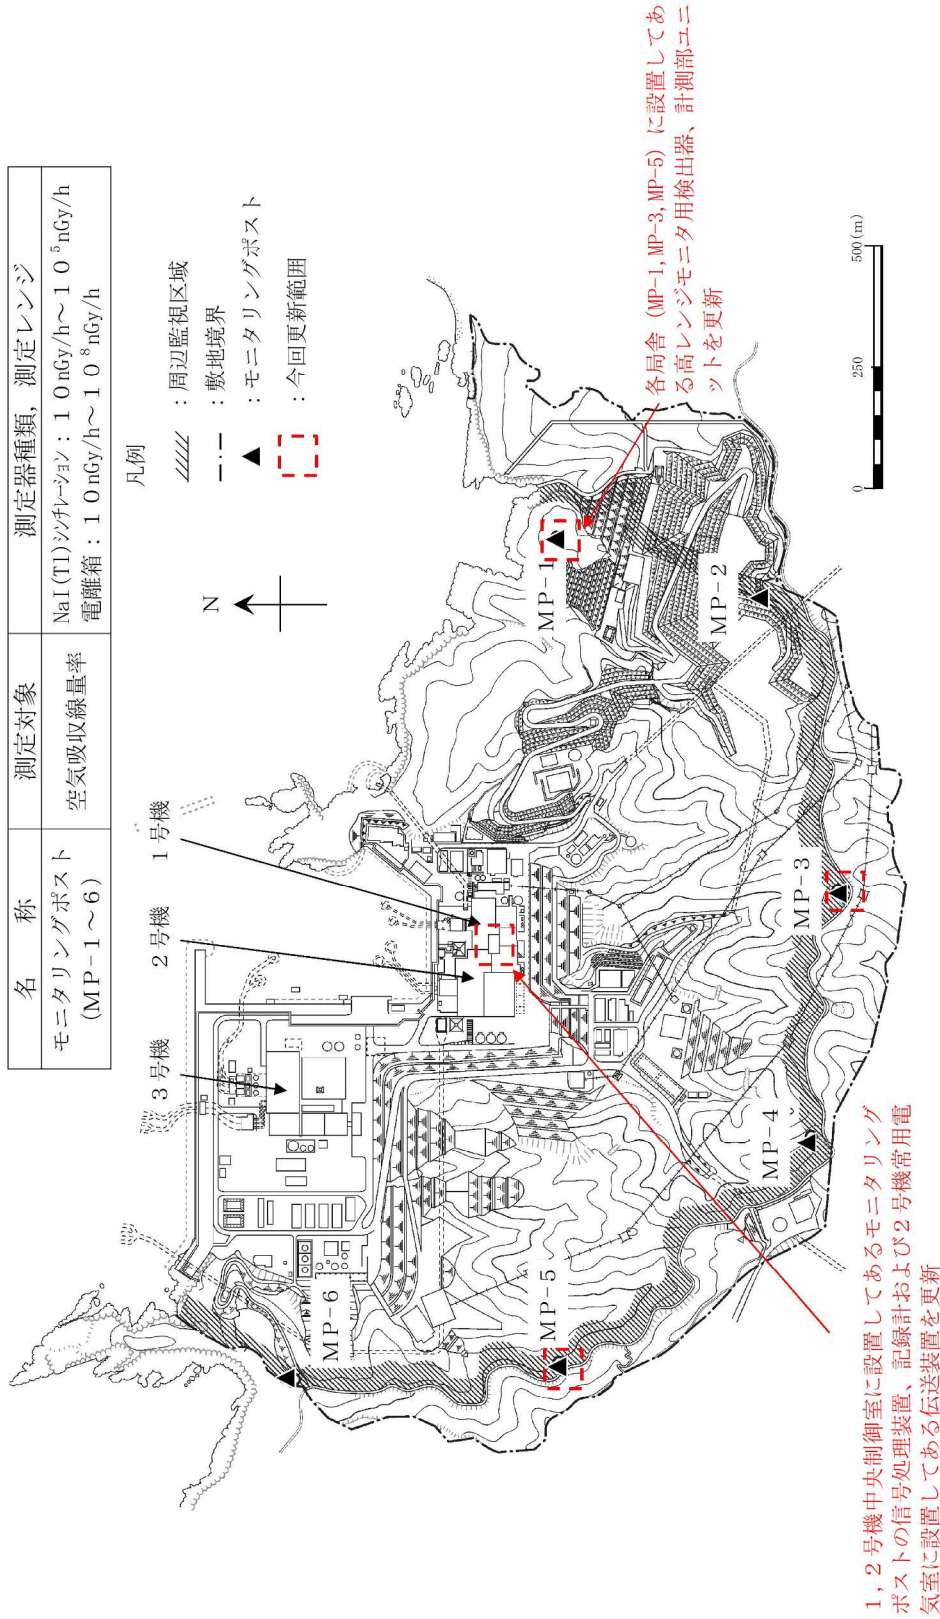 名　　称　測定対象　測定器種類，測定レンジ
モニタリングポスト　空気吸収線量率　NaI(Tl)シンチレーション：１０nGy/h～１０⁵nGy/h
(MP-１～６)　電離箱：１０nGy/h～１０⁸nGy/h
凡例
：周辺監視区域
：敷地境界
：モニタリングポスト
：今回更新範囲
N
3号機
2号機
1号機
MP-6
MP-5
MP-4
MP-3
MP-2
MP-1
各局舎（MP-1,MP-3,MP-5）に設置してあ
る高レンジモニタ用検出器、計測部ユニ
ットを更新
0　250　500(m)
１，２号機中央制御室に設置してあるモニタリング
ポストの信号処理装置、記録計および２号機常用電
気室に設置してある伝送装置を更新